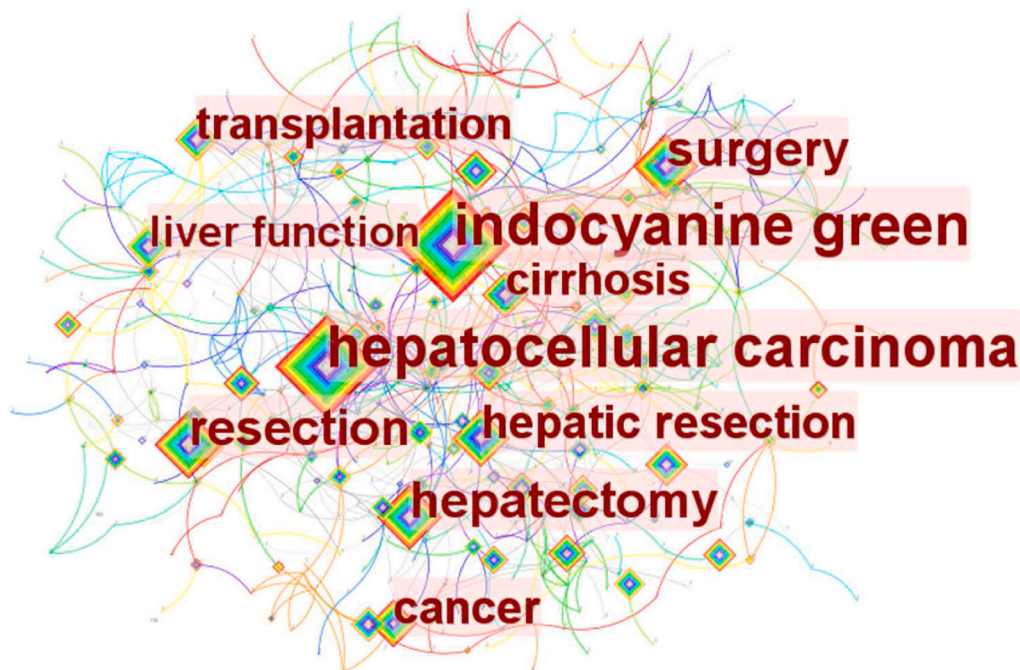 transplantation
surgery
liver function
indocyanine green
cirrhosis
hepatocellular carcinoma
resection
hepatic resection
hepatectomy
cancer